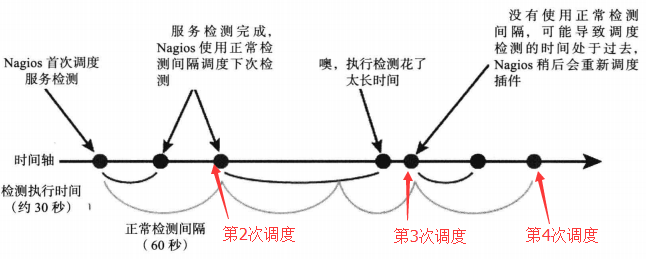 服务检测完成，
Nagios 使用正常检
测间隔调度下次检
测
没有使用正常检测
间隔，可能导致调度
检测的时间处于过去，
Nagios 稍后会重新调度
插件
Nagios 首次调度
服务检测
噢，执行检测花了
太长时间
时间轴
检测执行时间
（约 30 秒）
正常检测间隔
（60 秒）
第2次调度
第3次调度
第4次调度